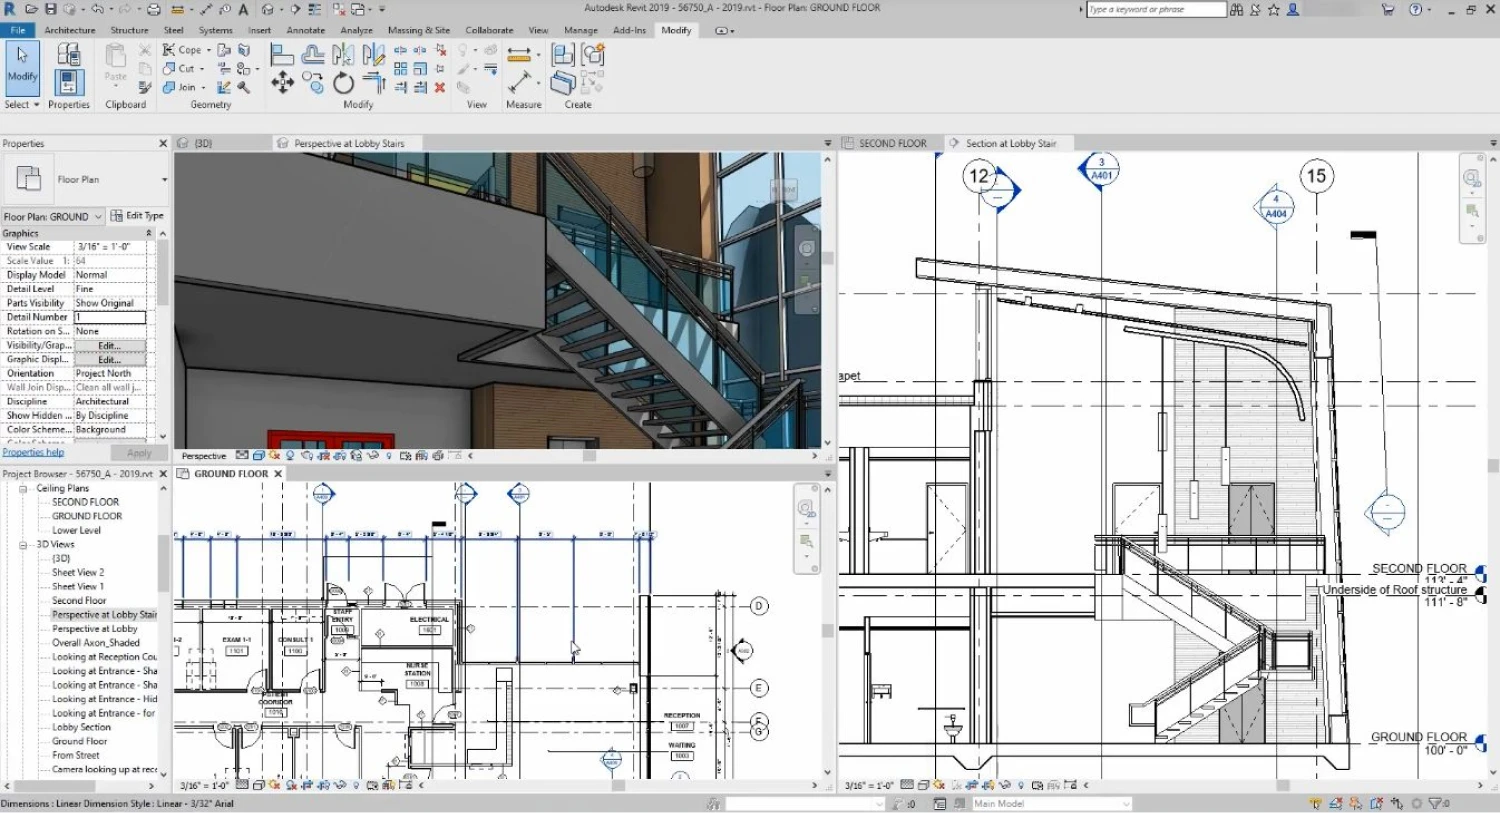 Autodesk Revit 2019 - 56750_A - 2019.rvt - Floor Plan: GROUND FLOOR
Type a keyword or phrase
File Architecture Structure Steel Systems Insert Annotate Analyze Massing & Site Collaborate View Manage Add-Ins Modify
Modify
Paste
Cope
Cut
Join
Select Properties Clipboard Geometry Modify View Measure Create
Properties
Floor Plan
Floor Plan: GROUND
Edit Type
Graphics
View Scale 3/16" = 1'-0"
Scale Value 1: 64
Display Model Normal
Detail Level Fine
Parts Visibility Show Original
Detail Number 1
Rotation on S... None
Visibility/Grap... Edit...
Graphic Displ... Edit...
Orientation Project North
Wall Join Disp... Clean all wall j...
Discipline Architectural
Show Hidden ... By Discipline
Color Scheme... Background
Properties help
Apply
Project Browser - 56750_A - 2019.rvt
Ceiling Plans
SECOND FLOOR
GROUND FLOOR
Lower Level
3D Views
{3D}
Sheet View 2
Sheet View 1
Second Floor
Perspective at Lobby Stair
Perspective at Lobby
Overall Axon_Shaded
Looking at Reception Cou
Looking at Entrance - Sha
Looking at Entrance - Sha
Looking at Entrance - Hid
Looking at Entrance - for
Lobby Section
Ground Floor
From Street
Camera looking up at rece
{3D}
Perspective at Lobby Stairs
Perspective
GROUND FLOOR
STAFF
ENTRY
ELECTRICAL
EXAM 1-1
1101
CONSULT 1
1100
NURSE
STATION
1008
CORRIDOR
RECEPTION
1007
WAITING
1003
D
E
F
G
3/16" = 1'-0"
SECOND FLOOR
Section at Lobby Stair
12
3
A401
4
A404
15
apet
SECOND FLOOR
113' - 4"
Underside of Roof structure
111' - 8"
GROUND FLOOR
100' - 0"
3/16" = 1'-0"
Dimensions : Linear Dimension Style : Linear - 3/32" Arial
:0
Main Model
:0